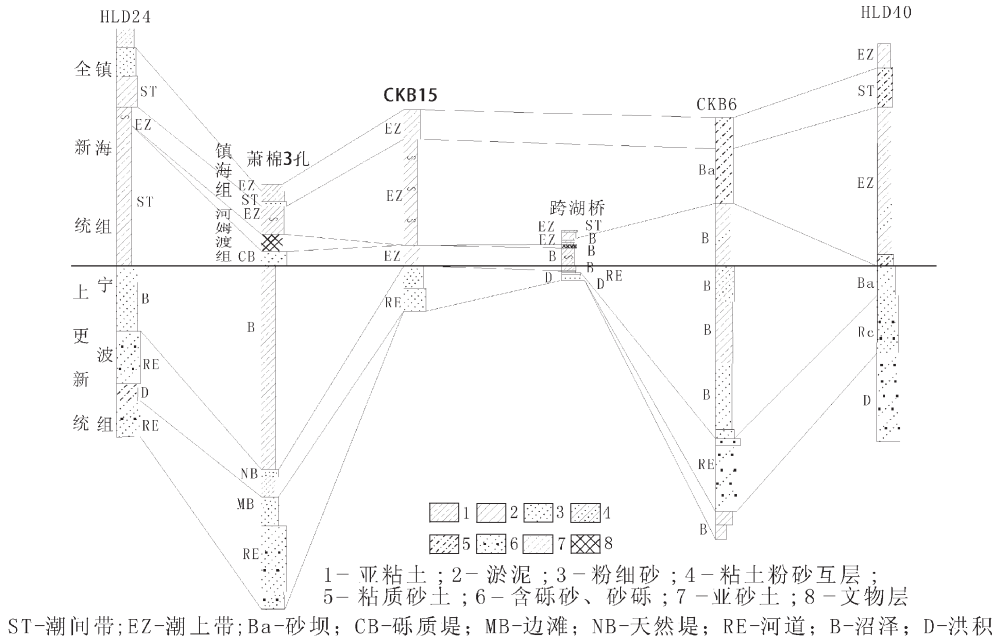 HLD24
HLD40
CKB15
CKB6
萧棉3孔
跨湖桥
全 镇
新 海
统 组
上 宁
更 波
新
统 组
镇海组
河姆渡组
ST
EZ
ST
B
RE
D
RE
EZ
ST
EZ
CB
B
NB
MB
RE
EZ
EZ
EZ
RE
EZ
EZ
B
D
ST
B
B
B
RE
D
Ba
B
B
B
B
RE
B
EZ
ST
EZ
Ba
Rc
D
1 2 3 4
5 6 7 8
1-亚粘土;2-淤泥;3-粉细砂;4-粘土粉砂互层;
5-粘质砂土;6-含砾砂、砂砾;7-亚砂土;8-文物层
ST-潮间带;EZ-潮上带;Ba-砂坝; CB-砾质堤; MB-边滩; NB-天然堤; RE-河道; B-沼泽; D-洪积